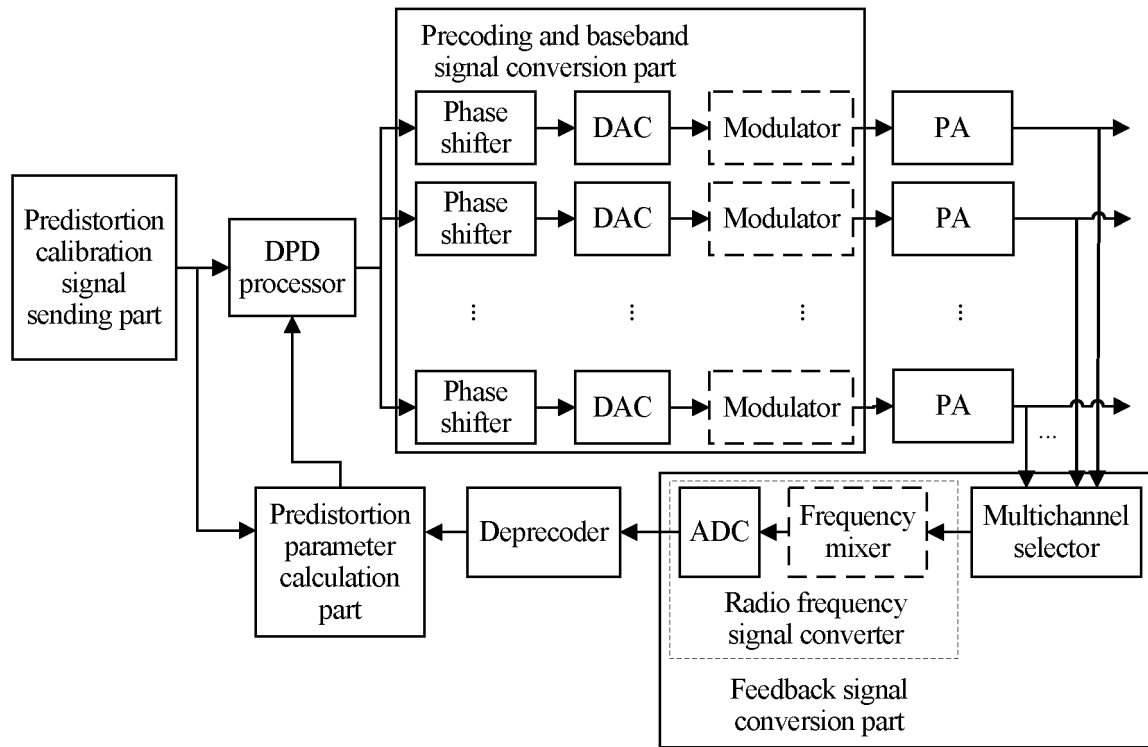 Precoding and baseband
signal conversion part
Phase
shifter
DAC
Modulator
PA
Phase
shifter
DAC
Modulator
PA
Predistortion
calibration
signal
sending part
DPD
processor
...
...
...
...
Phase
shifter
DAC
Modulator
PA
...
Predistortion
parameter
calculation
part
Deprecoder
ADC
Frequency
mixer
Multichannel
selector
Radio frequency
signal converter
Feedback signal
conversion part